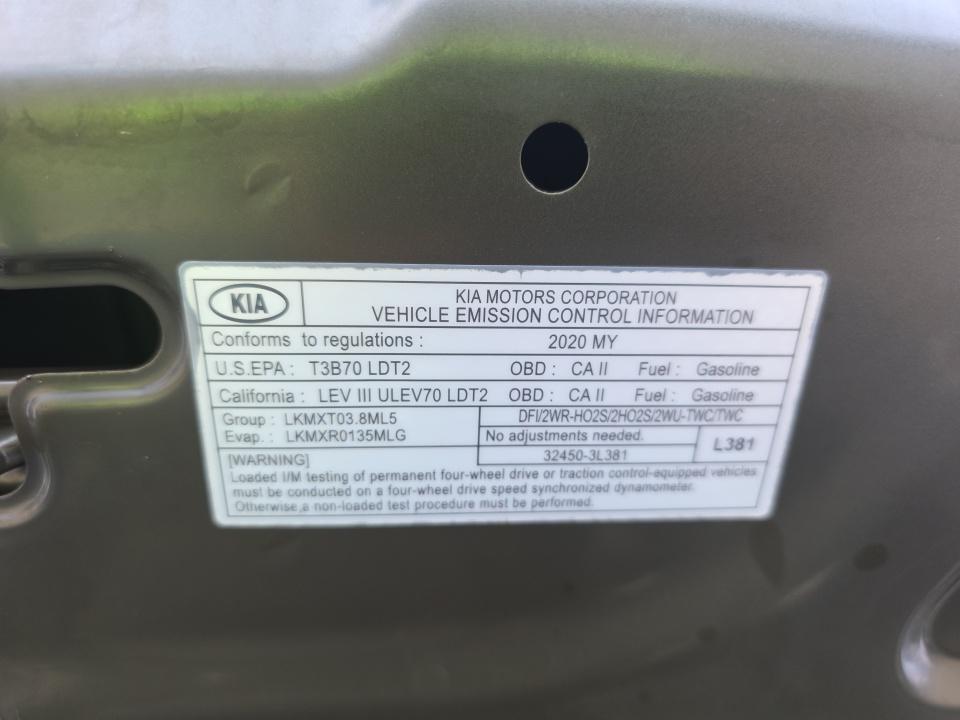 KIA
KIA MOTORS CORPORATION
VEHICLE EMISSION CONTROL INFORMATION
Conforms to regulations : 2020 MY
U.S.EPA : T3B70 LDT2 OBD : CA II Fuel : Gasoline
California : LEV III ULEV70 LDT2 OBD : CA II Fuel : Gasoline
Group : LKMXT03.8ML5
Evap. : LKMXR0135MLG
DFI/2WR-HO2S/2HO2S/2WU-TWC/TWC
No adjustments needed.
32450-3L381
L381
[WARNING]
Loaded I/M testing of permanent four-wheel drive or traction control-equipped vehicles
must be conducted on a four-wheel drive speed synchronized dynamometer.
Otherwise,a non-loaded test procedure must be performed.